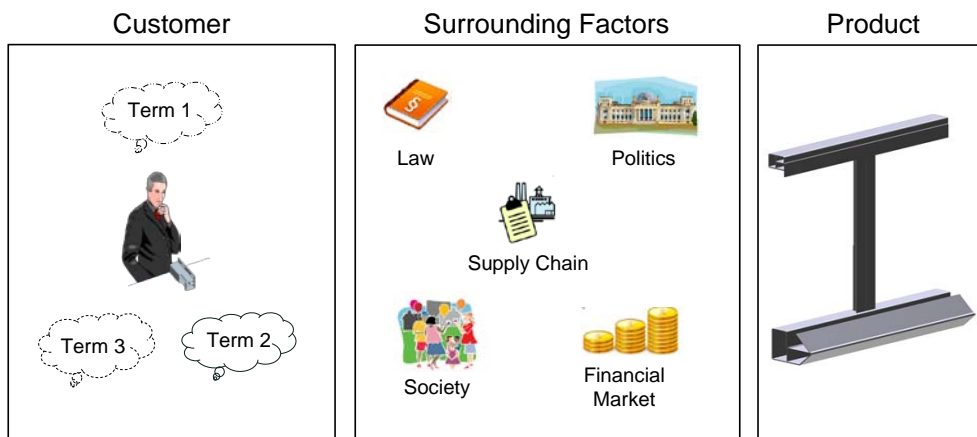 Customer
Surrounding Factors
Product
Term 1
Term 3
Term 2
§
Law
Politics
Supply Chain
Society
Financial
Market